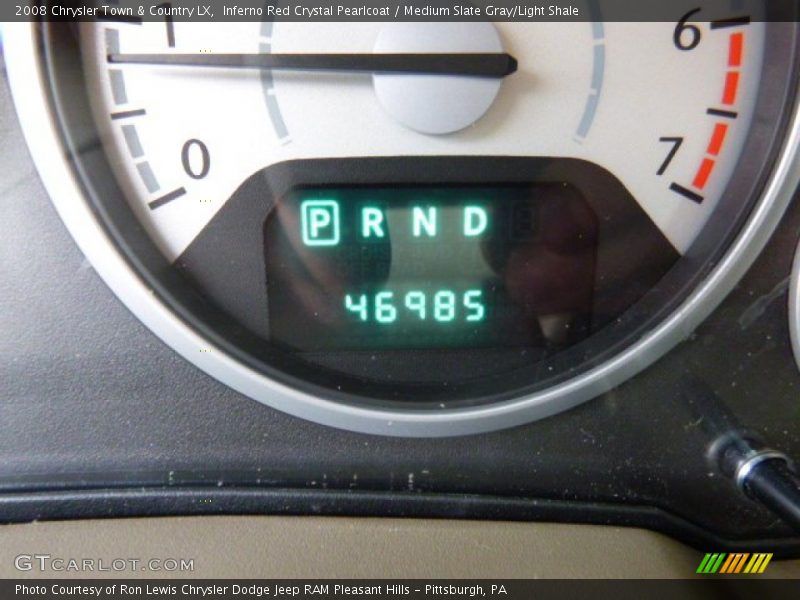 2008 Chrysler Town & Country LX,  Inferno Red Crystal Pearlcoat / Medium Slate Gray/Light Shale
1
6
0
7
P R N D
46985
GTCARLOT.COM
Photo Courtesy of Ron Lewis Chrysler Dodge Jeep RAM Pleasant Hills - Pittsburgh, PA